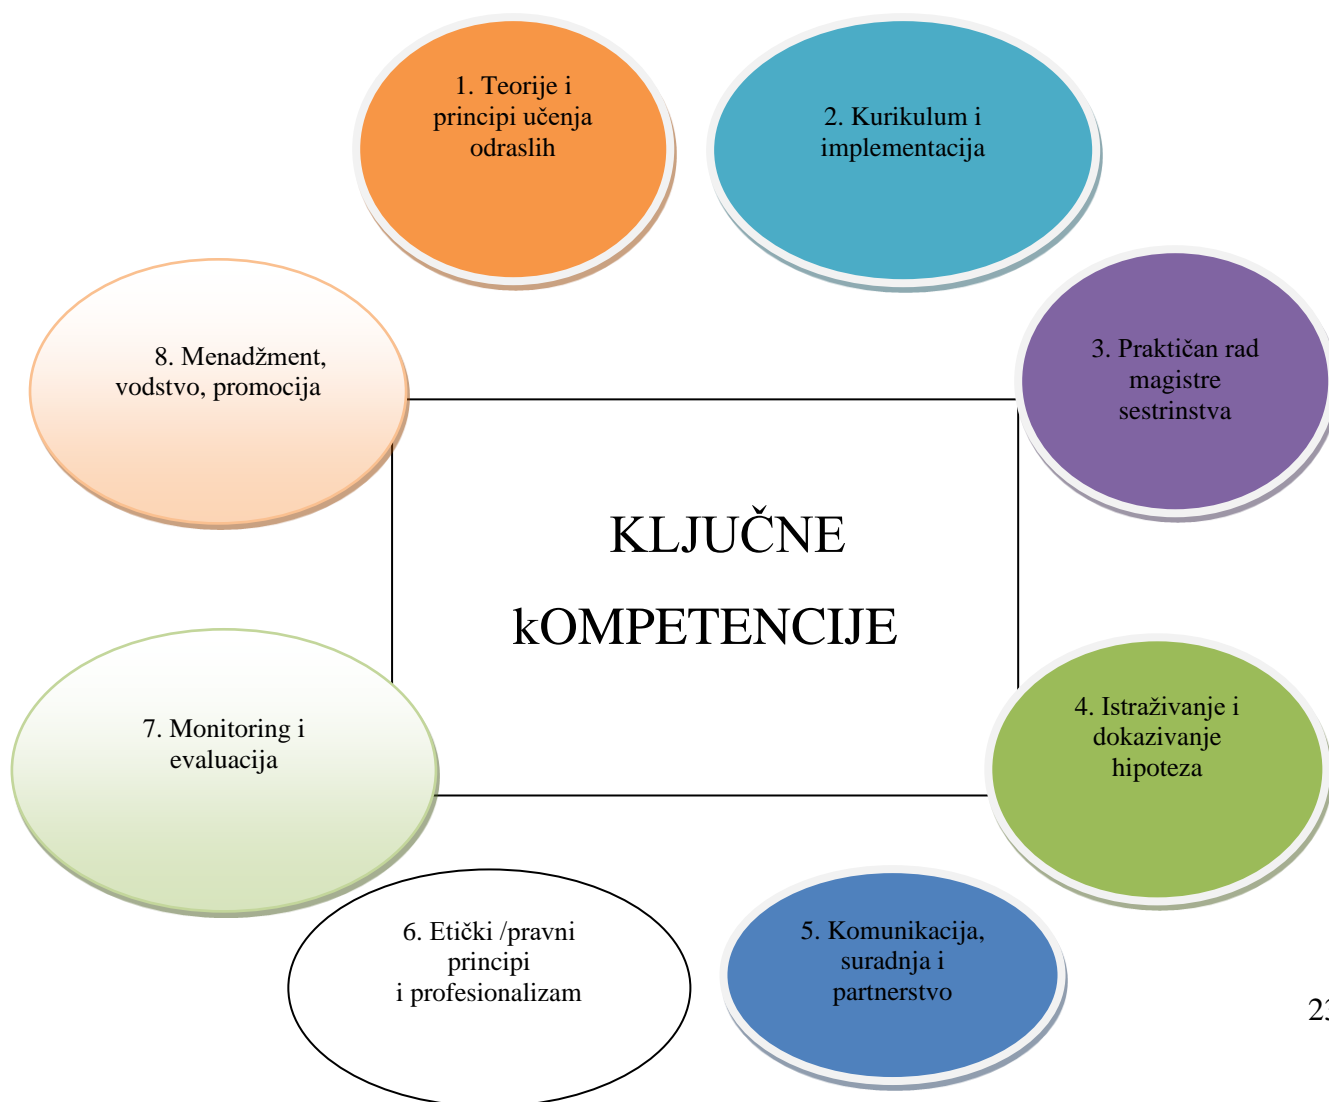 1. Teorije i
principi učenja
odraslih
2. Kurikulum i
implementacija
3. Praktičan rad
magistre
sestrinstva
4. Istraživanje i
dokazivanje
hipoteza
5. Komunikacija,
suradnja i
partnerstvo
6. Etički /pravni
principi
i profesionalizam
7. Monitoring i
evaluacija
8. Menadžment,
vodstvo, promocija
KLJUČNE
kOMPETENCIJE
23